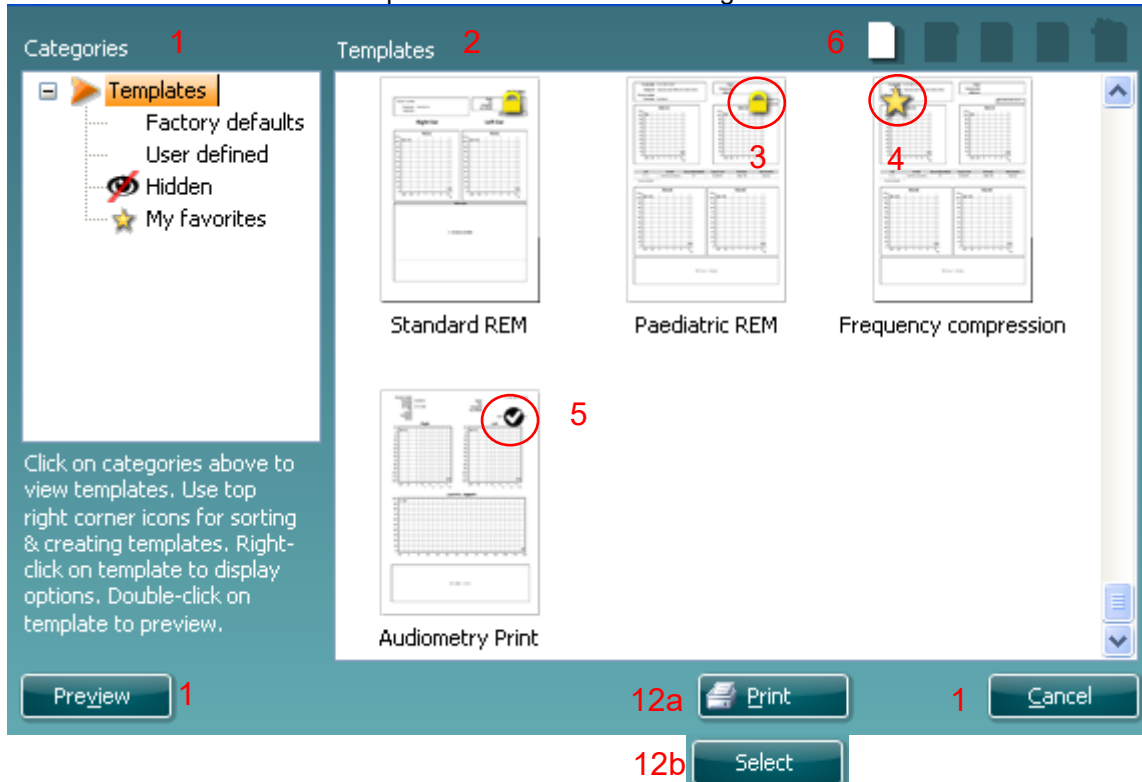 Categories 1
Templates 2
6
Templates
Factory defaults
User defined
Hidden
My favorites
3
4
Standard REM
Paediatric REM
Frequency compression
5
Audiometry Print
Click on categories above to
view templates. Use top
right corner icons for sorting
& creating templates. Right-
click on template to display
options. Double-click on
template to preview.
Preview 1
12a Print
1 Cancel
12b Select